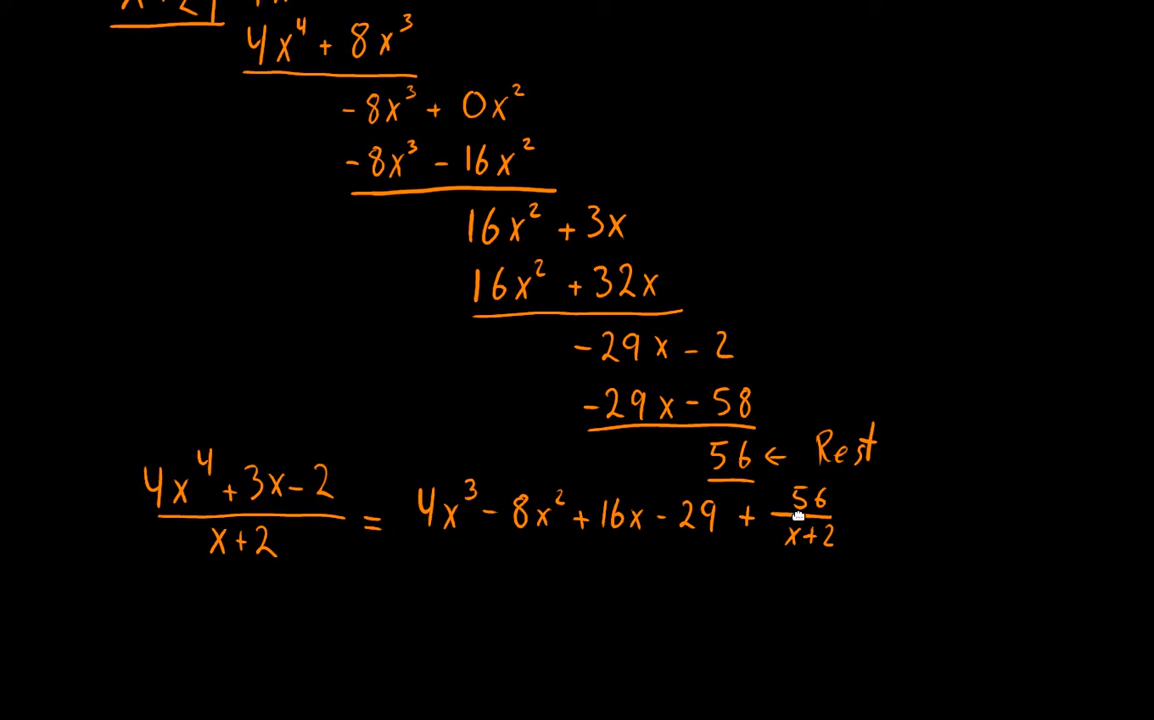 4x⁴ + 8x³
-8x³ + 0x²
-8x³ - 16x²
16x² + 3x
16x² + 32x
-29x - 2
-29x - 58
56 ← Rest
(4x⁴ + 3x - 2)/(x + 2) = 4x³ - 8x² + 16x - 29 + 56/(x + 2)